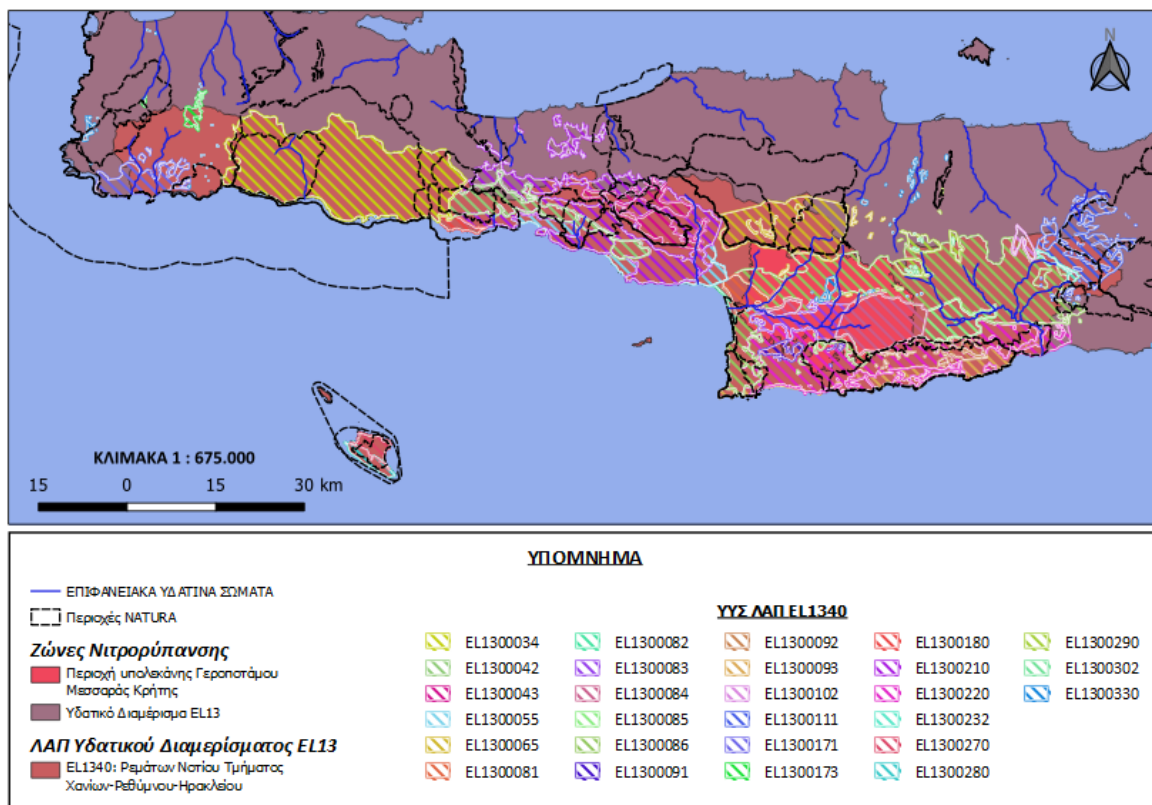 N
ΚΛΙΜΑΚΑ 1 : 675.000
15 0 15 30 km
ΥΠΟΜΝΗΜΑ
ΕΠΙΦΑΝΕΙΑΚΑ ΥΔΑΤΙΝΑ ΣΩΜΑΤΑ
Περιοχές NATURA
Ζώνες Νιτρορύπανσης
Περιοχή υπολεκάνης Γεροποτάμου
Μεσσαράς Κρήτης
Υδατικό Διαμέρισμα EL13
ΛΑΠ Υδατικού Διαμερίσματος EL13
EL1340: Ρεμάτων Νοτίου Τμήματος
Χανίων-Ρεθύμνου-Ηρακλείου
ΥΥΣ ΛΑΠ EL1340
EL1300034 EL1300082 EL1300092 EL1300180 EL1300290
EL1300042 EL1300083 EL1300093 EL1300210 EL1300302
EL1300043 EL1300084 EL1300102 EL1300220 EL1300330
EL1300055 EL1300085 EL1300111 EL1300232
EL1300065 EL1300086 EL1300171 EL1300270
EL1300081 EL1300091 EL1300173 EL1300280